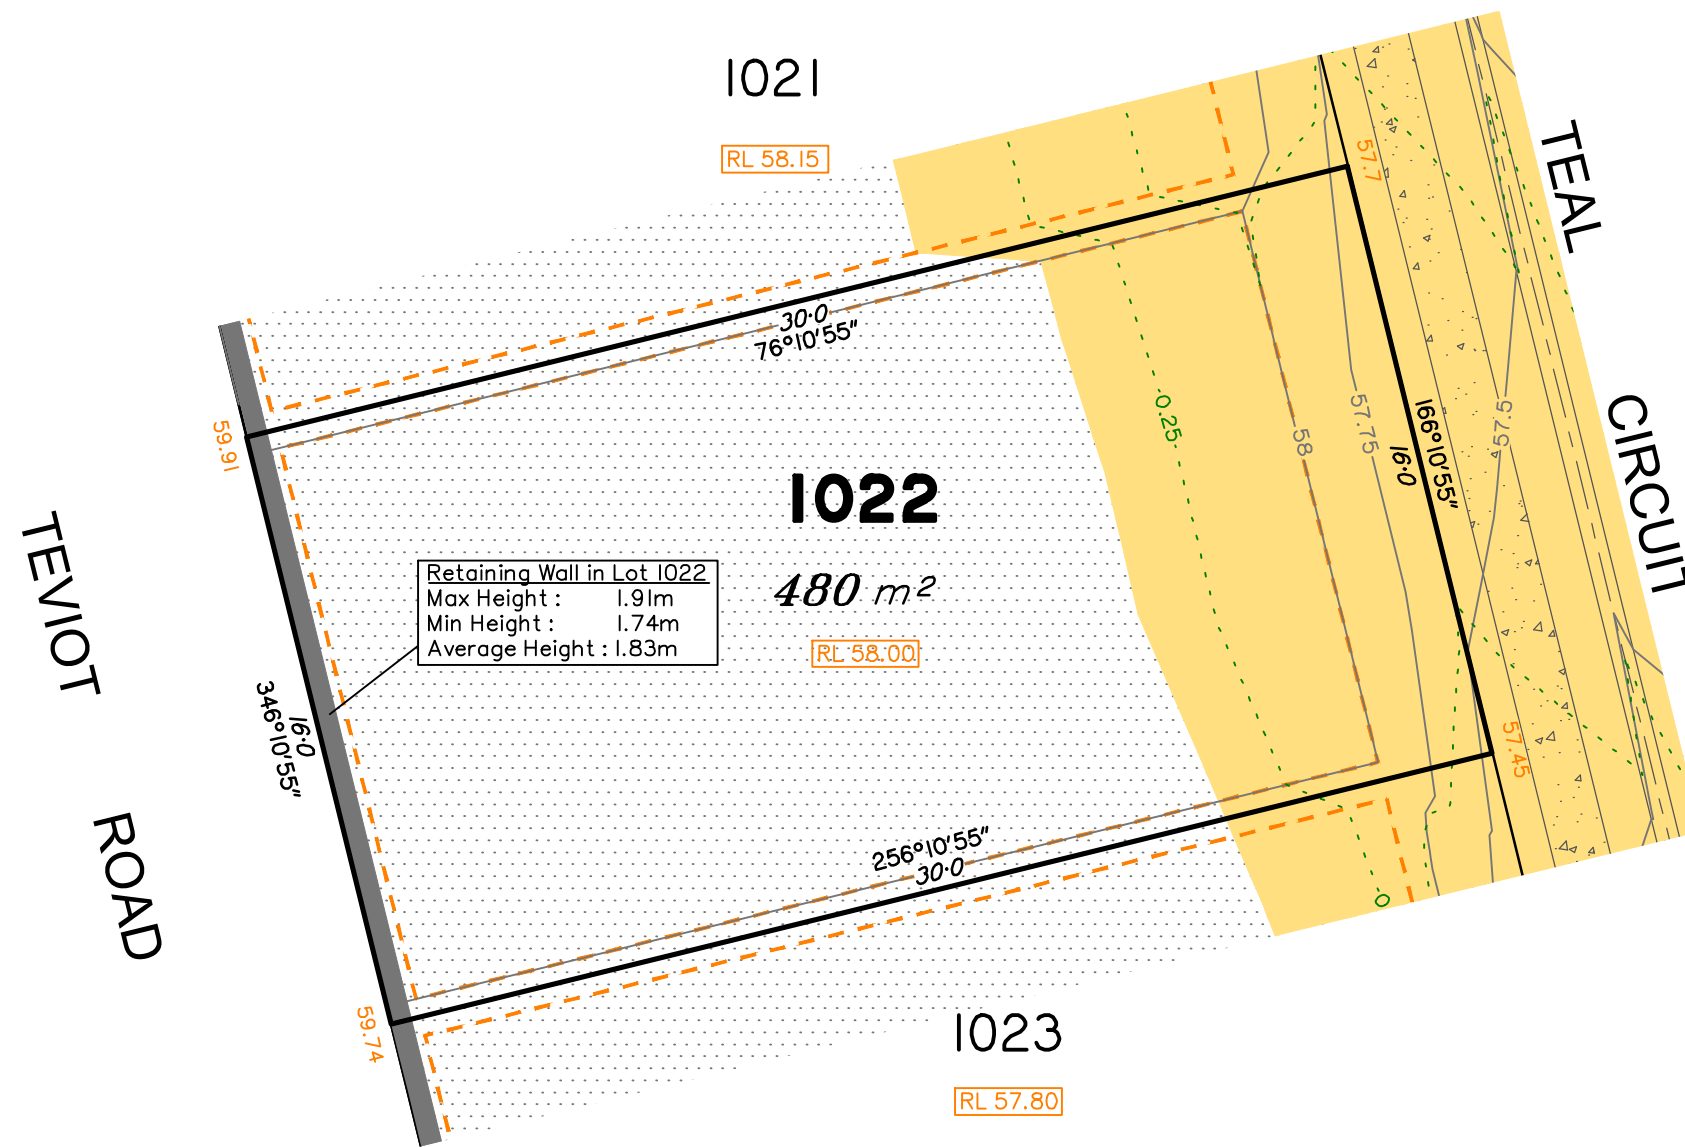 1021
RL 58.15
TEAL
CIRCUIT
57.7
30·0
76°10'55"
59.91
0.25
58
57.75
166°10'55"
16·0
57.5
1022
480 m²
RL 58.00
Retaining Wall in Lot 1022
Max Height : 1.91m
Min Height : 1.74m
Average Height : 1.83m
TEVIOT
ROAD
16·0
346°10'55"
57.45
256°10'55"
30·0
0
59.74
1023
RL 57.80